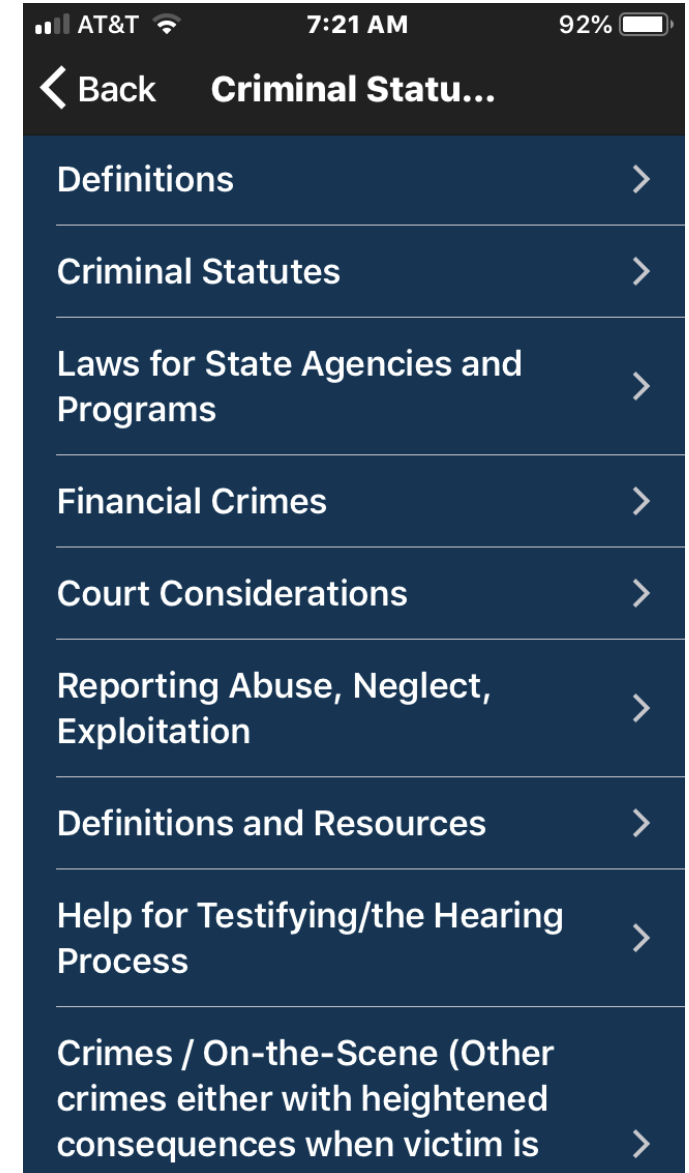 AT&T 7:21 AM 92%
Back Criminal Statu...
Definitions
Criminal Statutes
Laws for State Agencies and
Programs
Financial Crimes
Court Considerations
Reporting Abuse, Neglect,
Exploitation
Definitions and Resources
Help for Testifying/the Hearing
Process
Crimes / On-the-Scene (Other
crimes either with heightened
consequences when victim is